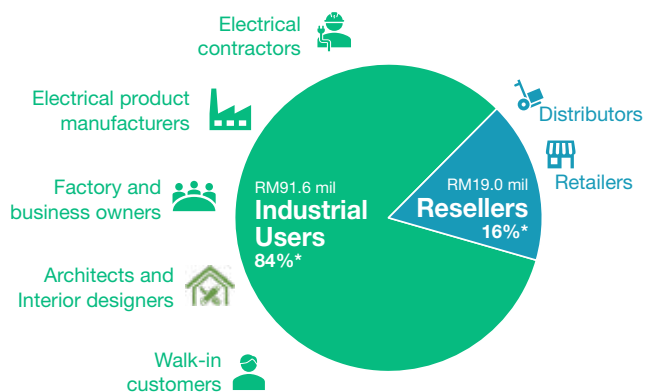 Electrical
contractors
Electrical product
manufacturers
Factory and
business owners
Architects and
Interior designers
Walk-in
customers
RM91.6 mil
Industrial
Users
84%*
RM19.0 mil
Resellers
16%*
Distributors
Retailers